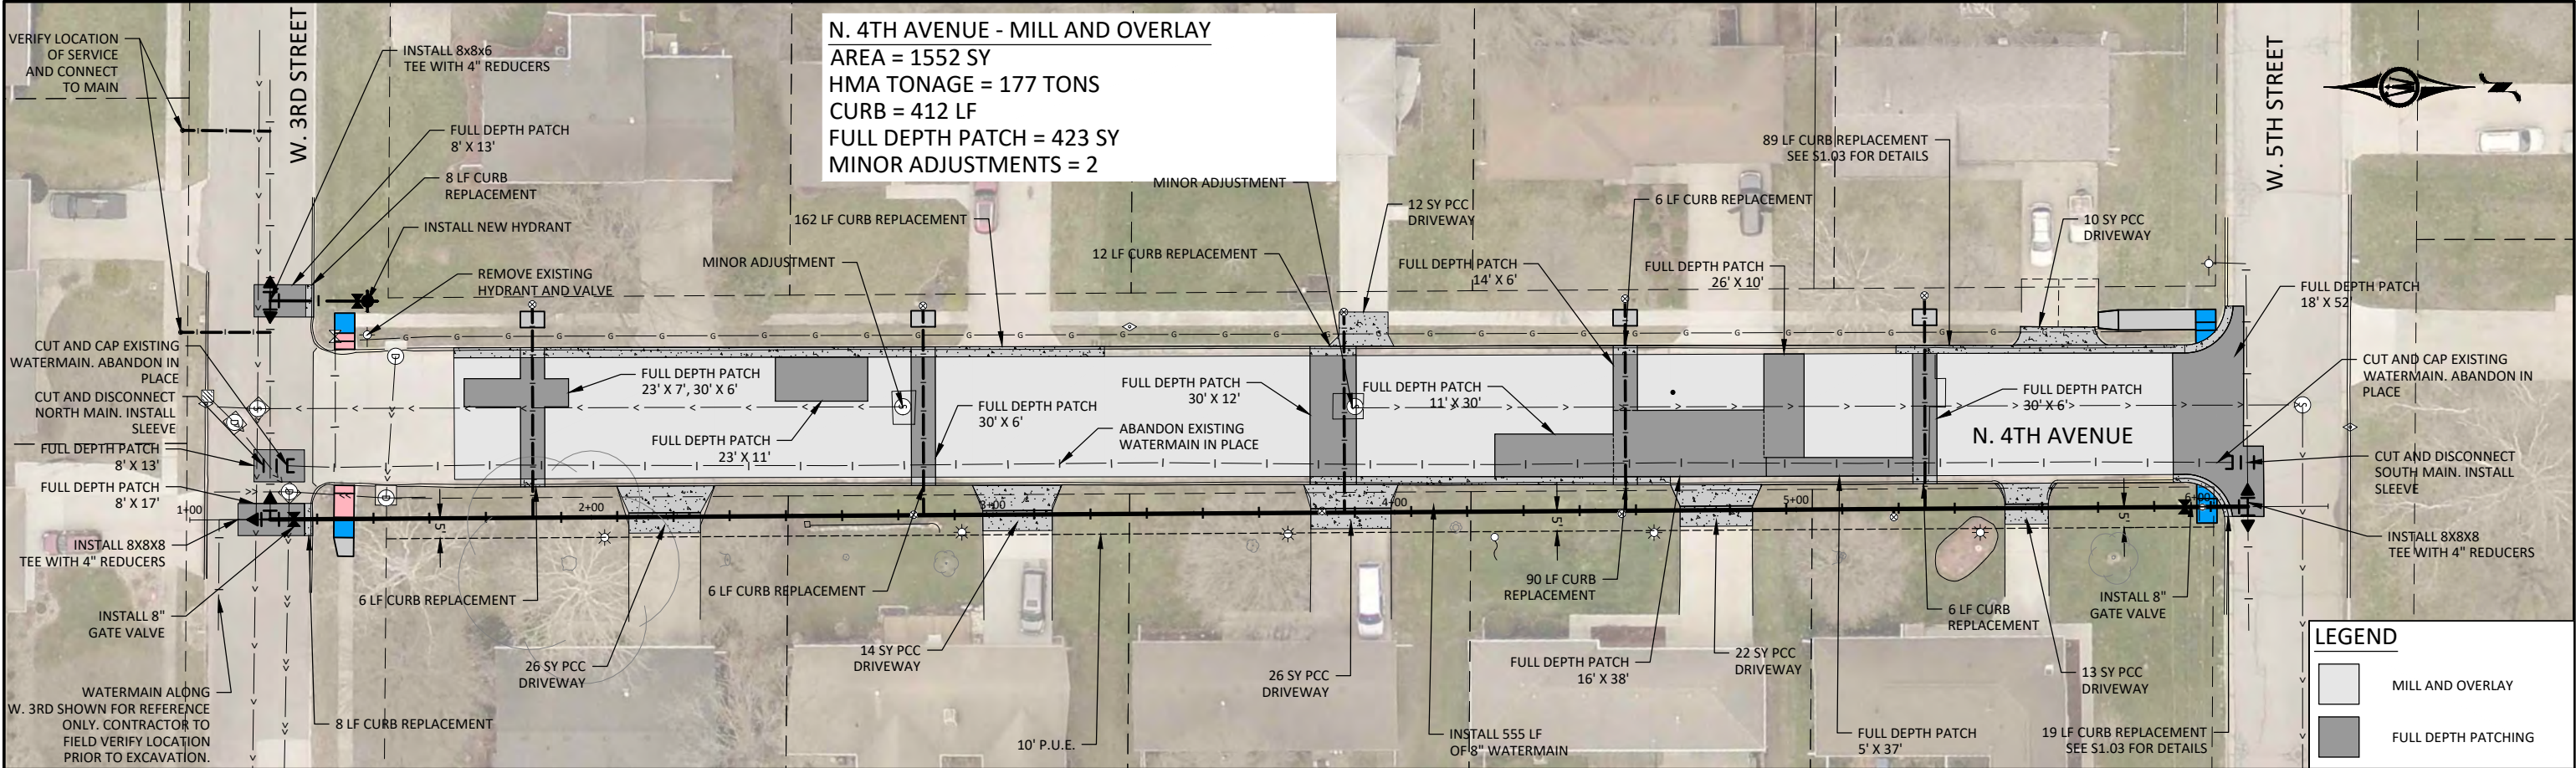 N. 4TH AVENUE - MILL AND OVERLAY
AREA = 1552 SY
HMA TONAGE = 177 TONS
CURB = 412 LF
FULL DEPTH PATCH = 423 SY
MINOR ADJUSTMENTS = 2
VERIFY LOCATION
OF SERVICE
AND CONNECT
TO MAIN
W. 3RD STREET
INSTALL 8x8x6
TEE WITH 4" REDUCERS
FULL DEPTH PATCH
8' X 13'
8 LF CURB
REPLACEMENT
INSTALL NEW HYDRANT
REMOVE EXISTING
HYDRANT AND VALVE
MINOR ADJUSTMENT
162 LF CURB REPLACEMENT
MINOR ADJUSTMENT
12 LF CURB REPLACEMENT
12 SY PCC
DRIVEWAY
FULL DEPTH PATCH
14' X 6'
6 LF CURB REPLACEMENT
89 LF CURB REPLACEMENT
SEE S1.03 FOR DETAILS
FULL DEPTH PATCH
26' X 10'
10 SY PCC
DRIVEWAY
W. 5TH STREET
FULL DEPTH PATCH
18' X 52'
CUT AND CAP EXISTING
WATERMAIN. ABANDON IN
PLACE
CUT AND DISCONNECT
NORTH MAIN. INSTALL
SLEEVE
FULL DEPTH PATCH
8' X 13'
FULL DEPTH PATCH
8' X 17'
1+00
INSTALL 8X8X8
TEE WITH 4" REDUCERS
INSTALL 8"
GATE VALVE
WATERMAIN ALONG
W. 3RD SHOWN FOR REFERENCE
ONLY. CONTRACTOR TO
FIELD VERIFY LOCATION
PRIOR TO EXCAVATION.
8 LF CURB REPLACEMENT
FULL DEPTH PATCH
23' X 7', 30' X 6'
FULL DEPTH PATCH
23' X 11'
FULL DEPTH PATCH
30' X 6'
ABANDON EXISTING
WATERMAIN IN PLACE
FULL DEPTH PATCH
30' X 12'
FULL DEPTH PATCH
11' X 30'
FULL DEPTH PATCH
30' X 6'
N. 4TH AVENUE
CUT AND CAP EXISTING
WATERMAIN. ABANDON IN
PLACE
CUT AND DISCONNECT
SOUTH MAIN. INSTALL
SLEEVE
INSTALL 8X8X8
TEE WITH 4" REDUCERS
2+00
3+00
4+00
5+00
6+00
5'
5'
5'
6 LF CURB REPLACEMENT
26 SY PCC
DRIVEWAY
6 LF CURB REPLACEMENT
14 SY PCC
DRIVEWAY
10' P.U.E.
26 SY PCC
DRIVEWAY
INSTALL 555 LF
OF 8" WATERMAIN
90 LF CURB
REPLACEMENT
FULL DEPTH PATCH
16' X 38'
22 SY PCC
DRIVEWAY
FULL DEPTH PATCH
5' X 37'
6 LF CURB
REPLACEMENT
13 SY PCC
DRIVEWAY
INSTALL 8"
GATE VALVE
19 LF CURB REPLACEMENT
SEE S1.03 FOR DETAILS
LEGEND
MILL AND OVERLAY
FULL DEPTH PATCHING